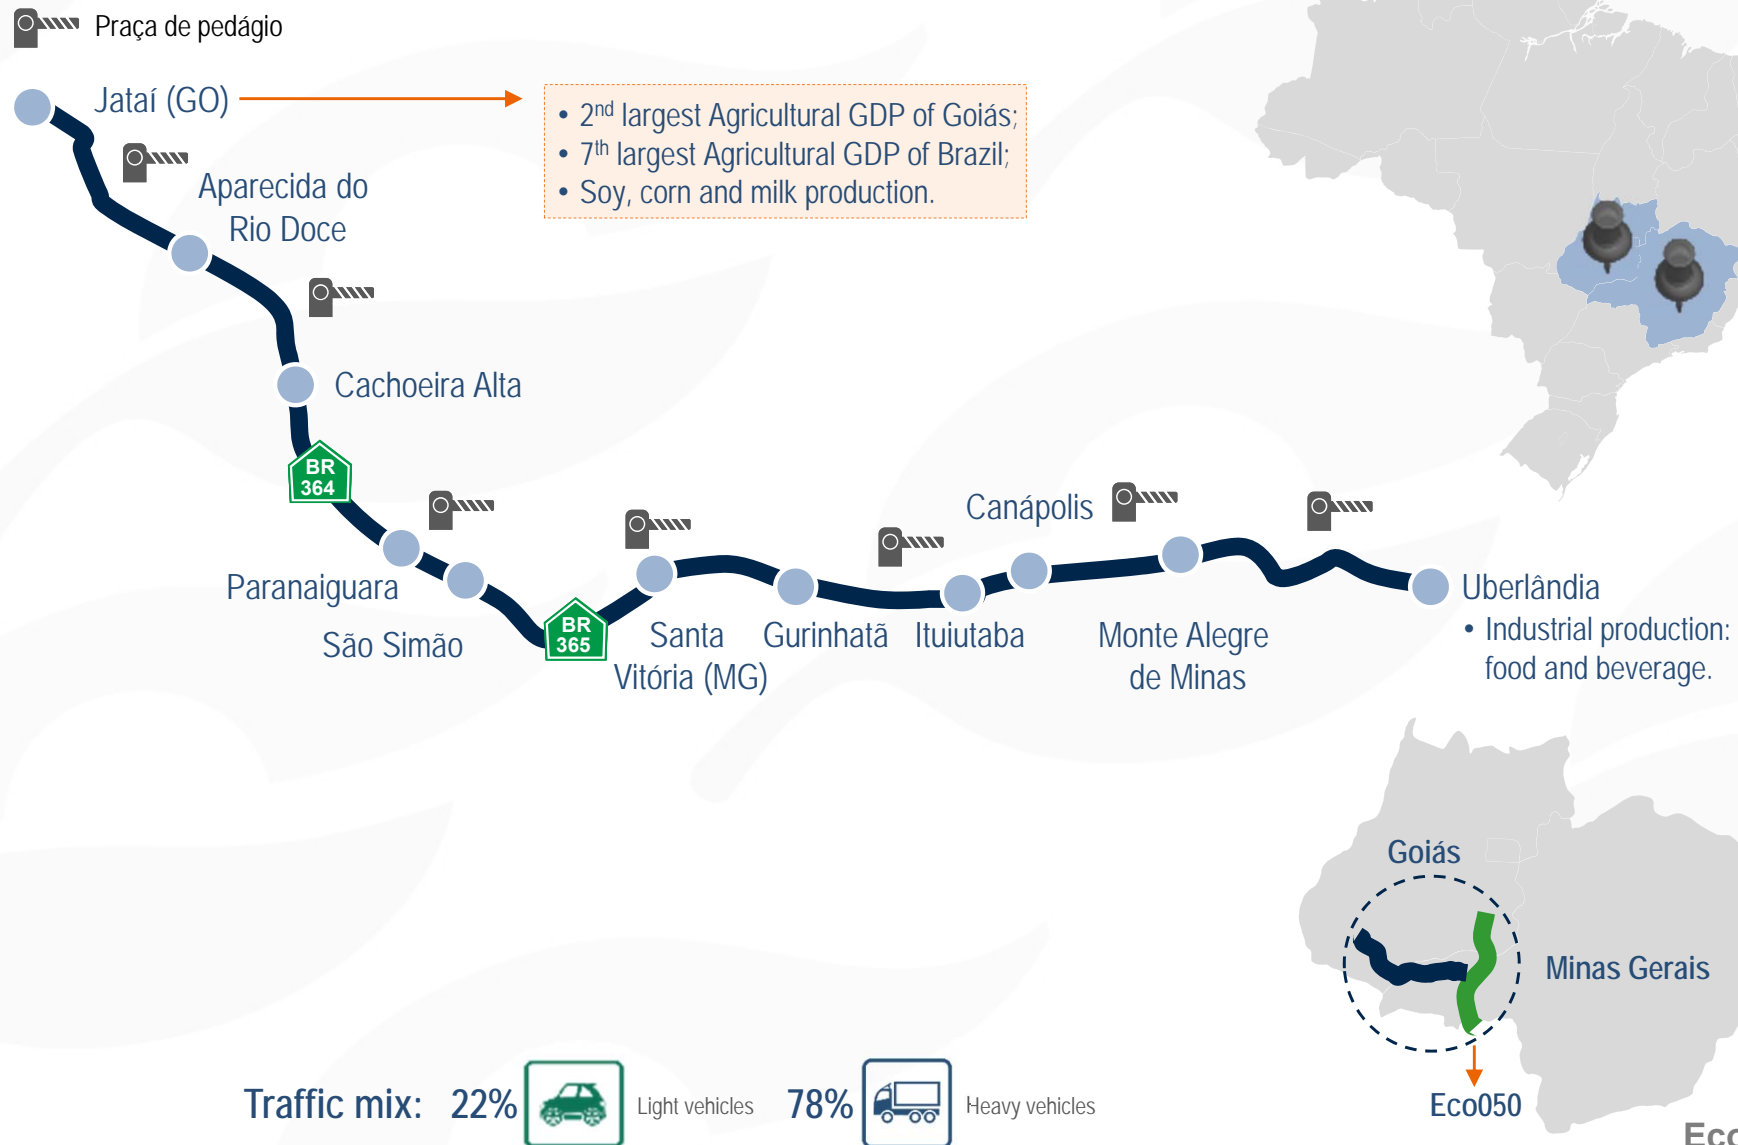 Praça de pedágio
Jataí (GO)
• 2nd largest Agricultural GDP of Goiás;
• 7th largest Agricultural GDP of Brazil;
• Soy, corn and milk production.
Aparecida do
Rio Doce
Cachoeira Alta
BR
364
Paranaiguara
São Simão
BR
365
Santa
Vitória (MG)
Gurinhatã
Ituiutaba
Canápolis
Monte Alegre
de Minas
Uberlândia
• Industrial production:
food and beverage.
Goiás
Minas Gerais
Eco050
Traffic mix: 22% Light vehicles 78% Heavy vehicles